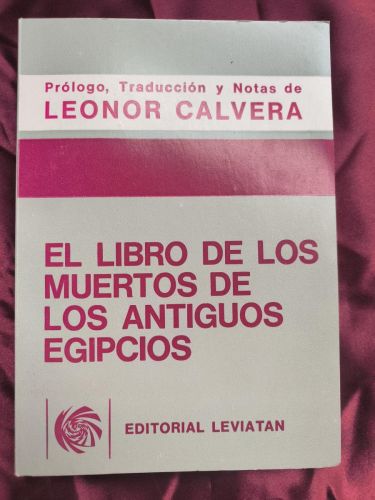 Prólogo, Traducción y Notas de
LEONOR CALVERA
EL LIBRO DE LOS
MUERTOS DE
LOS ANTIGUOS
EGIPCIOS
EDITORIAL LEVIATAN